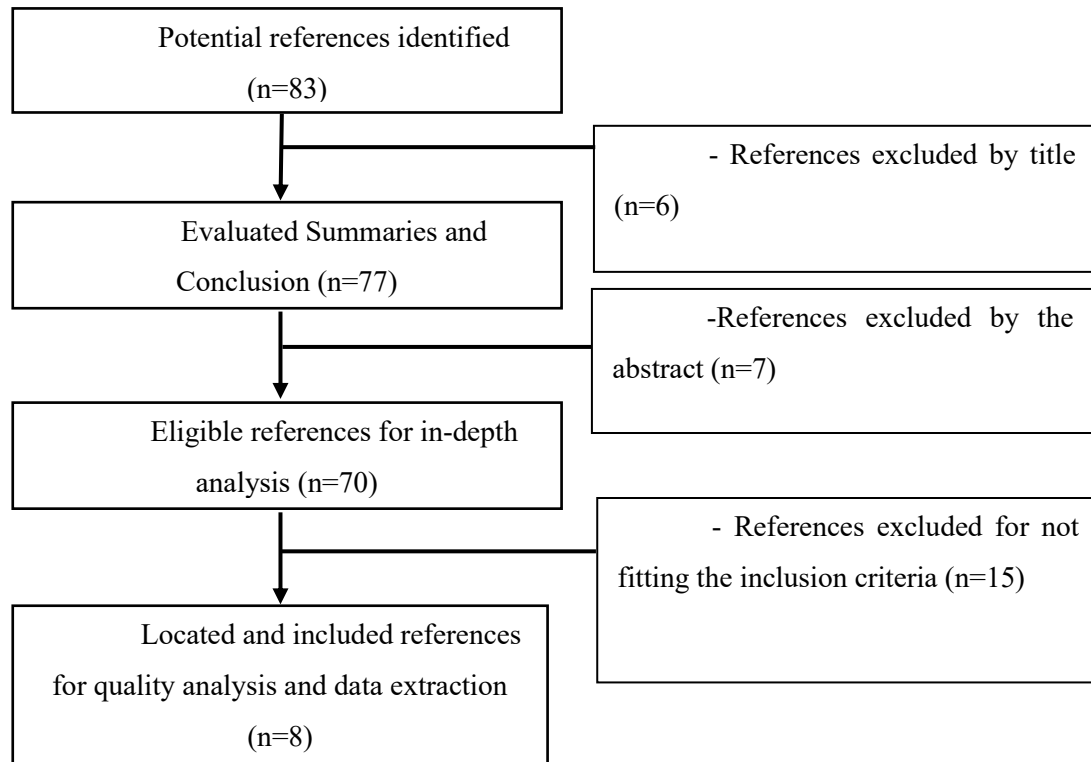 Potential references identified
(n=83)
- References excluded by title
(n=6)
Evaluated Summaries and
Conclusion (n=77)
-References excluded by the
abstract (n=7)
Eligible references for in-depth
analysis (n=70)
- References excluded for not
fitting the inclusion criteria (n=15)
Located and included references
for quality analysis and data extraction
(n=8)